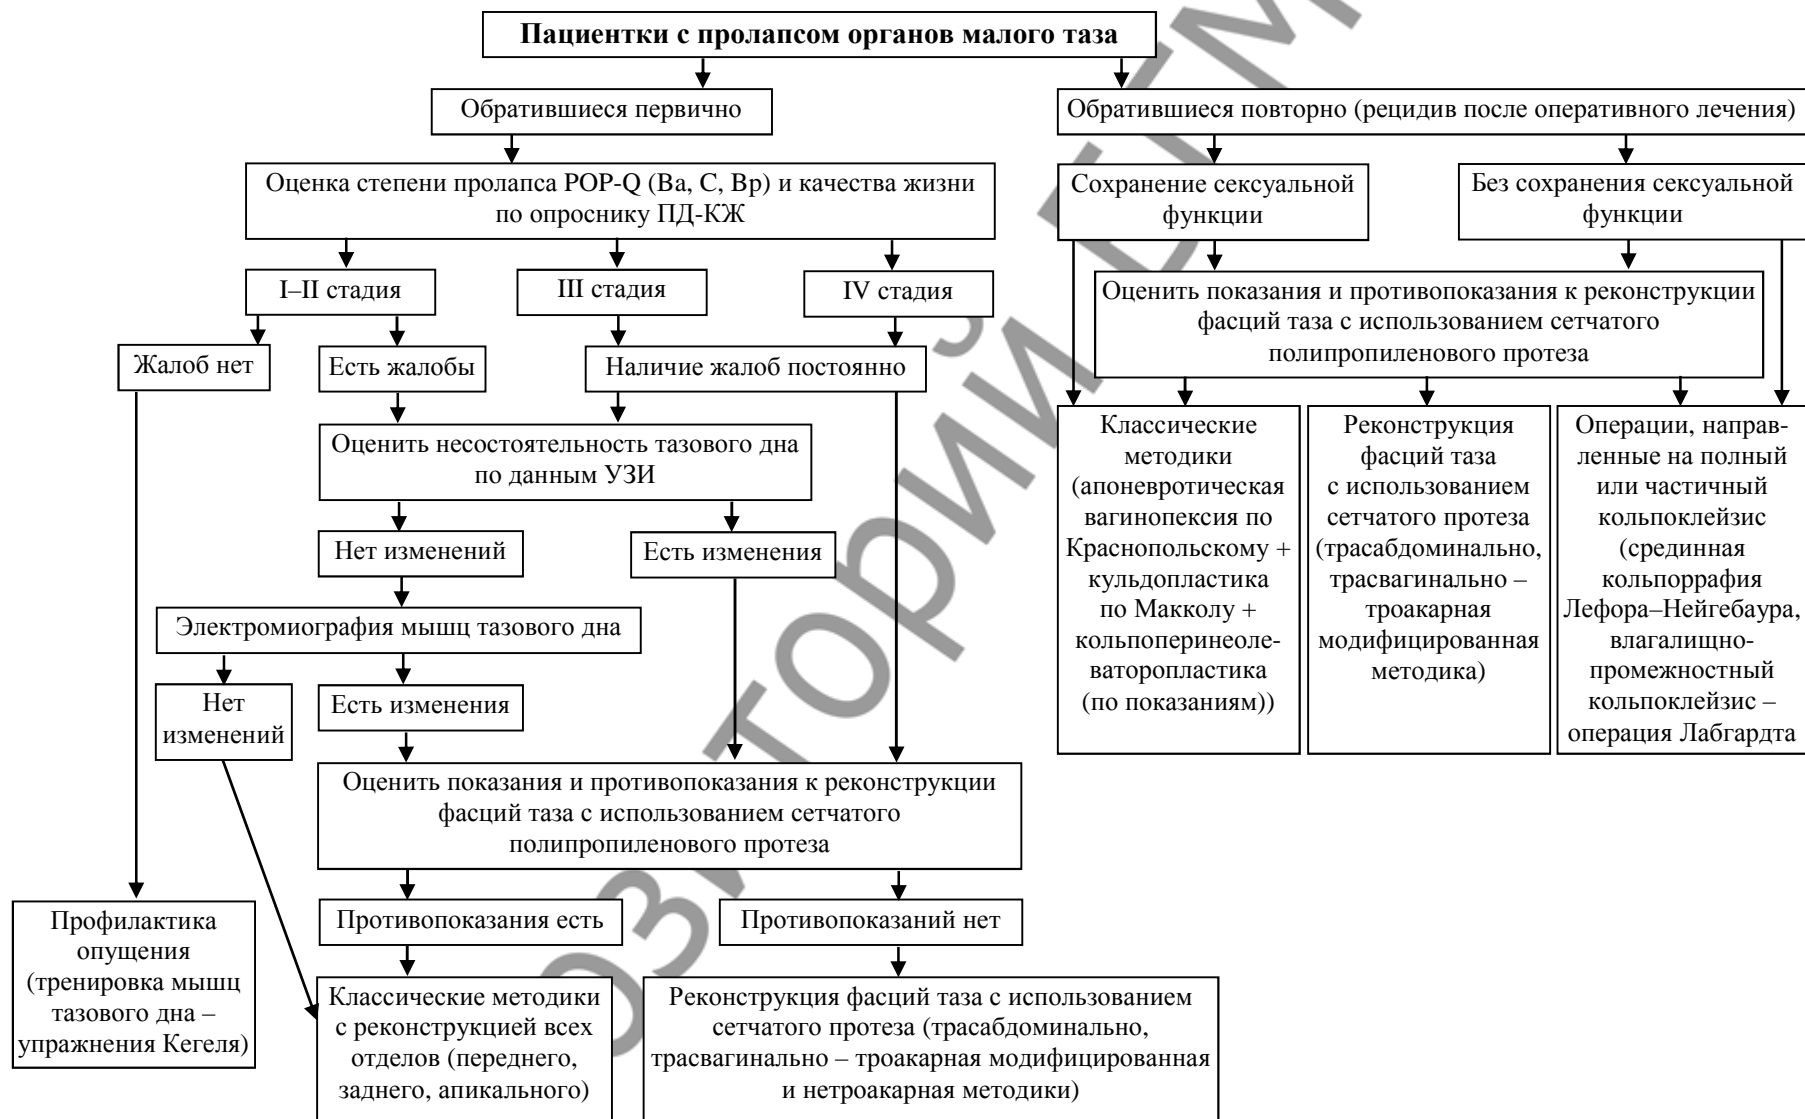 Пациентки с пролапсом органов малого таза
Обратившиеся первично
Обратившиеся повторно (рецидив после оперативного лечения)
Оценка степени пролапса POP-Q (Ba, C, Bp) и качества жизни
по опроснику ПД-КЖ
Сохранение сексуальной
функции
Без сохранения сексуальной
функции
I–II стадия
III стадия
IV стадия
Оценить показания и противопоказания к реконструкции
фасций таза с использованием сетчатого
полипропиленового протеза
Жалоб нет
Есть жалобы
Наличие жалоб постоянно
Оценить несостоятельность тазового дна
по данным УЗИ
Нет изменений
Есть изменения
Электромиография мышц тазового дна
Нет
изменений
Есть изменения
Классические
методики
(апоневротическая
вагинопексия по
Краснопольскому +
кульдопластика
по Макколу +
кольпоперинеоле-
ваторопластика
(по показаниям))
Реконструкция
фасций таза
с использованием
сетчатого протеза
(трасабдоминально,
трасвагинально –
троакарная
модифицированная
методика)
Операции, направ-
ленные на полный
или частичный
кольпоклейзис
(срединная
кольпоррафия
Лефора–Нейгебаура,
влагалищно-
промежностный
кольпоклейзис –
операция Лабгардта
Оценить показания и противопоказания к реконструкции
фасций таза с использованием сетчатого
полипропиленового протеза
Противопоказания есть
Противопоказаний нет
Профилактика
опущения
(тренировка мышц
тазового дна –
упражнения Кегеля)
Классические методики
с реконструкцией всех
отделов (переднего,
заднего, апикального)
Реконструкция фасций таза с использованием
сетчатого протеза (трасабдоминально,
трасвагинально – троакарная модифицированная
и нетроакарная методики)